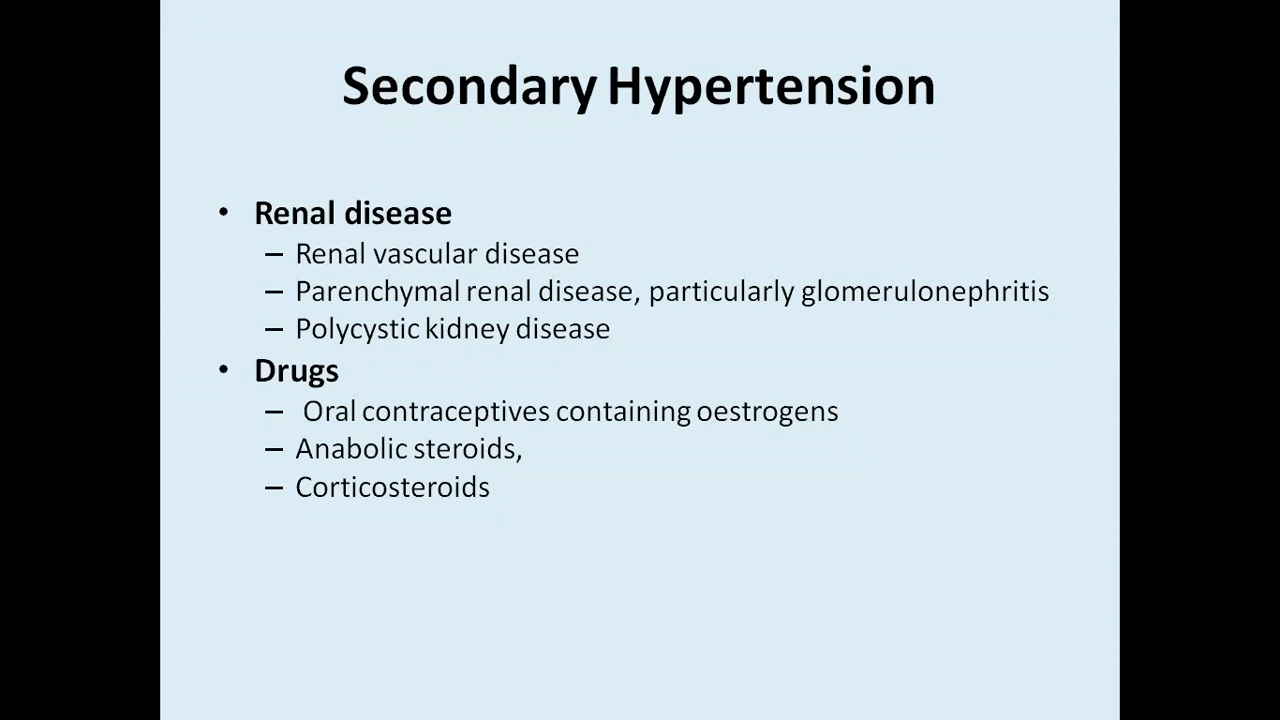 Secondary Hypertension
• Renal disease
– Renal vascular disease
– Parenchymal renal disease, particularly glomerulonephritis
– Polycystic kidney disease
• Drugs
– Oral contraceptives containing oestrogens
– Anabolic steroids,
– Corticosteroids